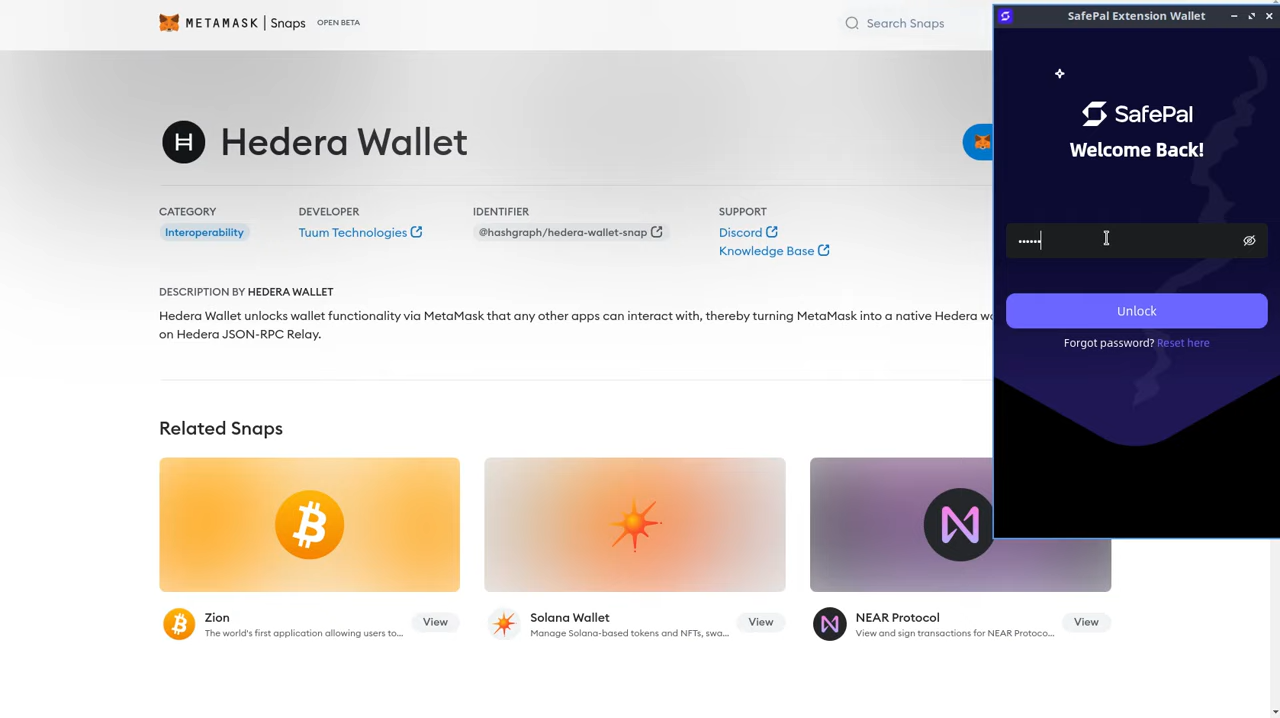 METAMASK | Snaps OPEN BETA
Search Snaps
Hedera Wallet
CATEGORY
Interoperability
DEVELOPER
Tuum Technologies
IDENTIFIER
@hashgraph/hedera-wallet-snap
SUPPORT
Discord
Knowledge Base
DESCRIPTION BY HEDERA WALLET
Hedera Wallet unlocks wallet functionality via MetaMask that any other apps can interact with, thereby turning MetaMask into a native Hedera
on Hedera JSON-RPC Relay.
Related Snaps
Zion
The world's first application allowing users to...
View
Solana Wallet
Manage Solana-based tokens and NFTs, swa...
View
NEAR Protocol
View and sign transactions for NEAR Protoco...
View
SafePal Extension Wallet
SafePal
Welcome Back!
••••••
Unlock
Forgot password? Reset here